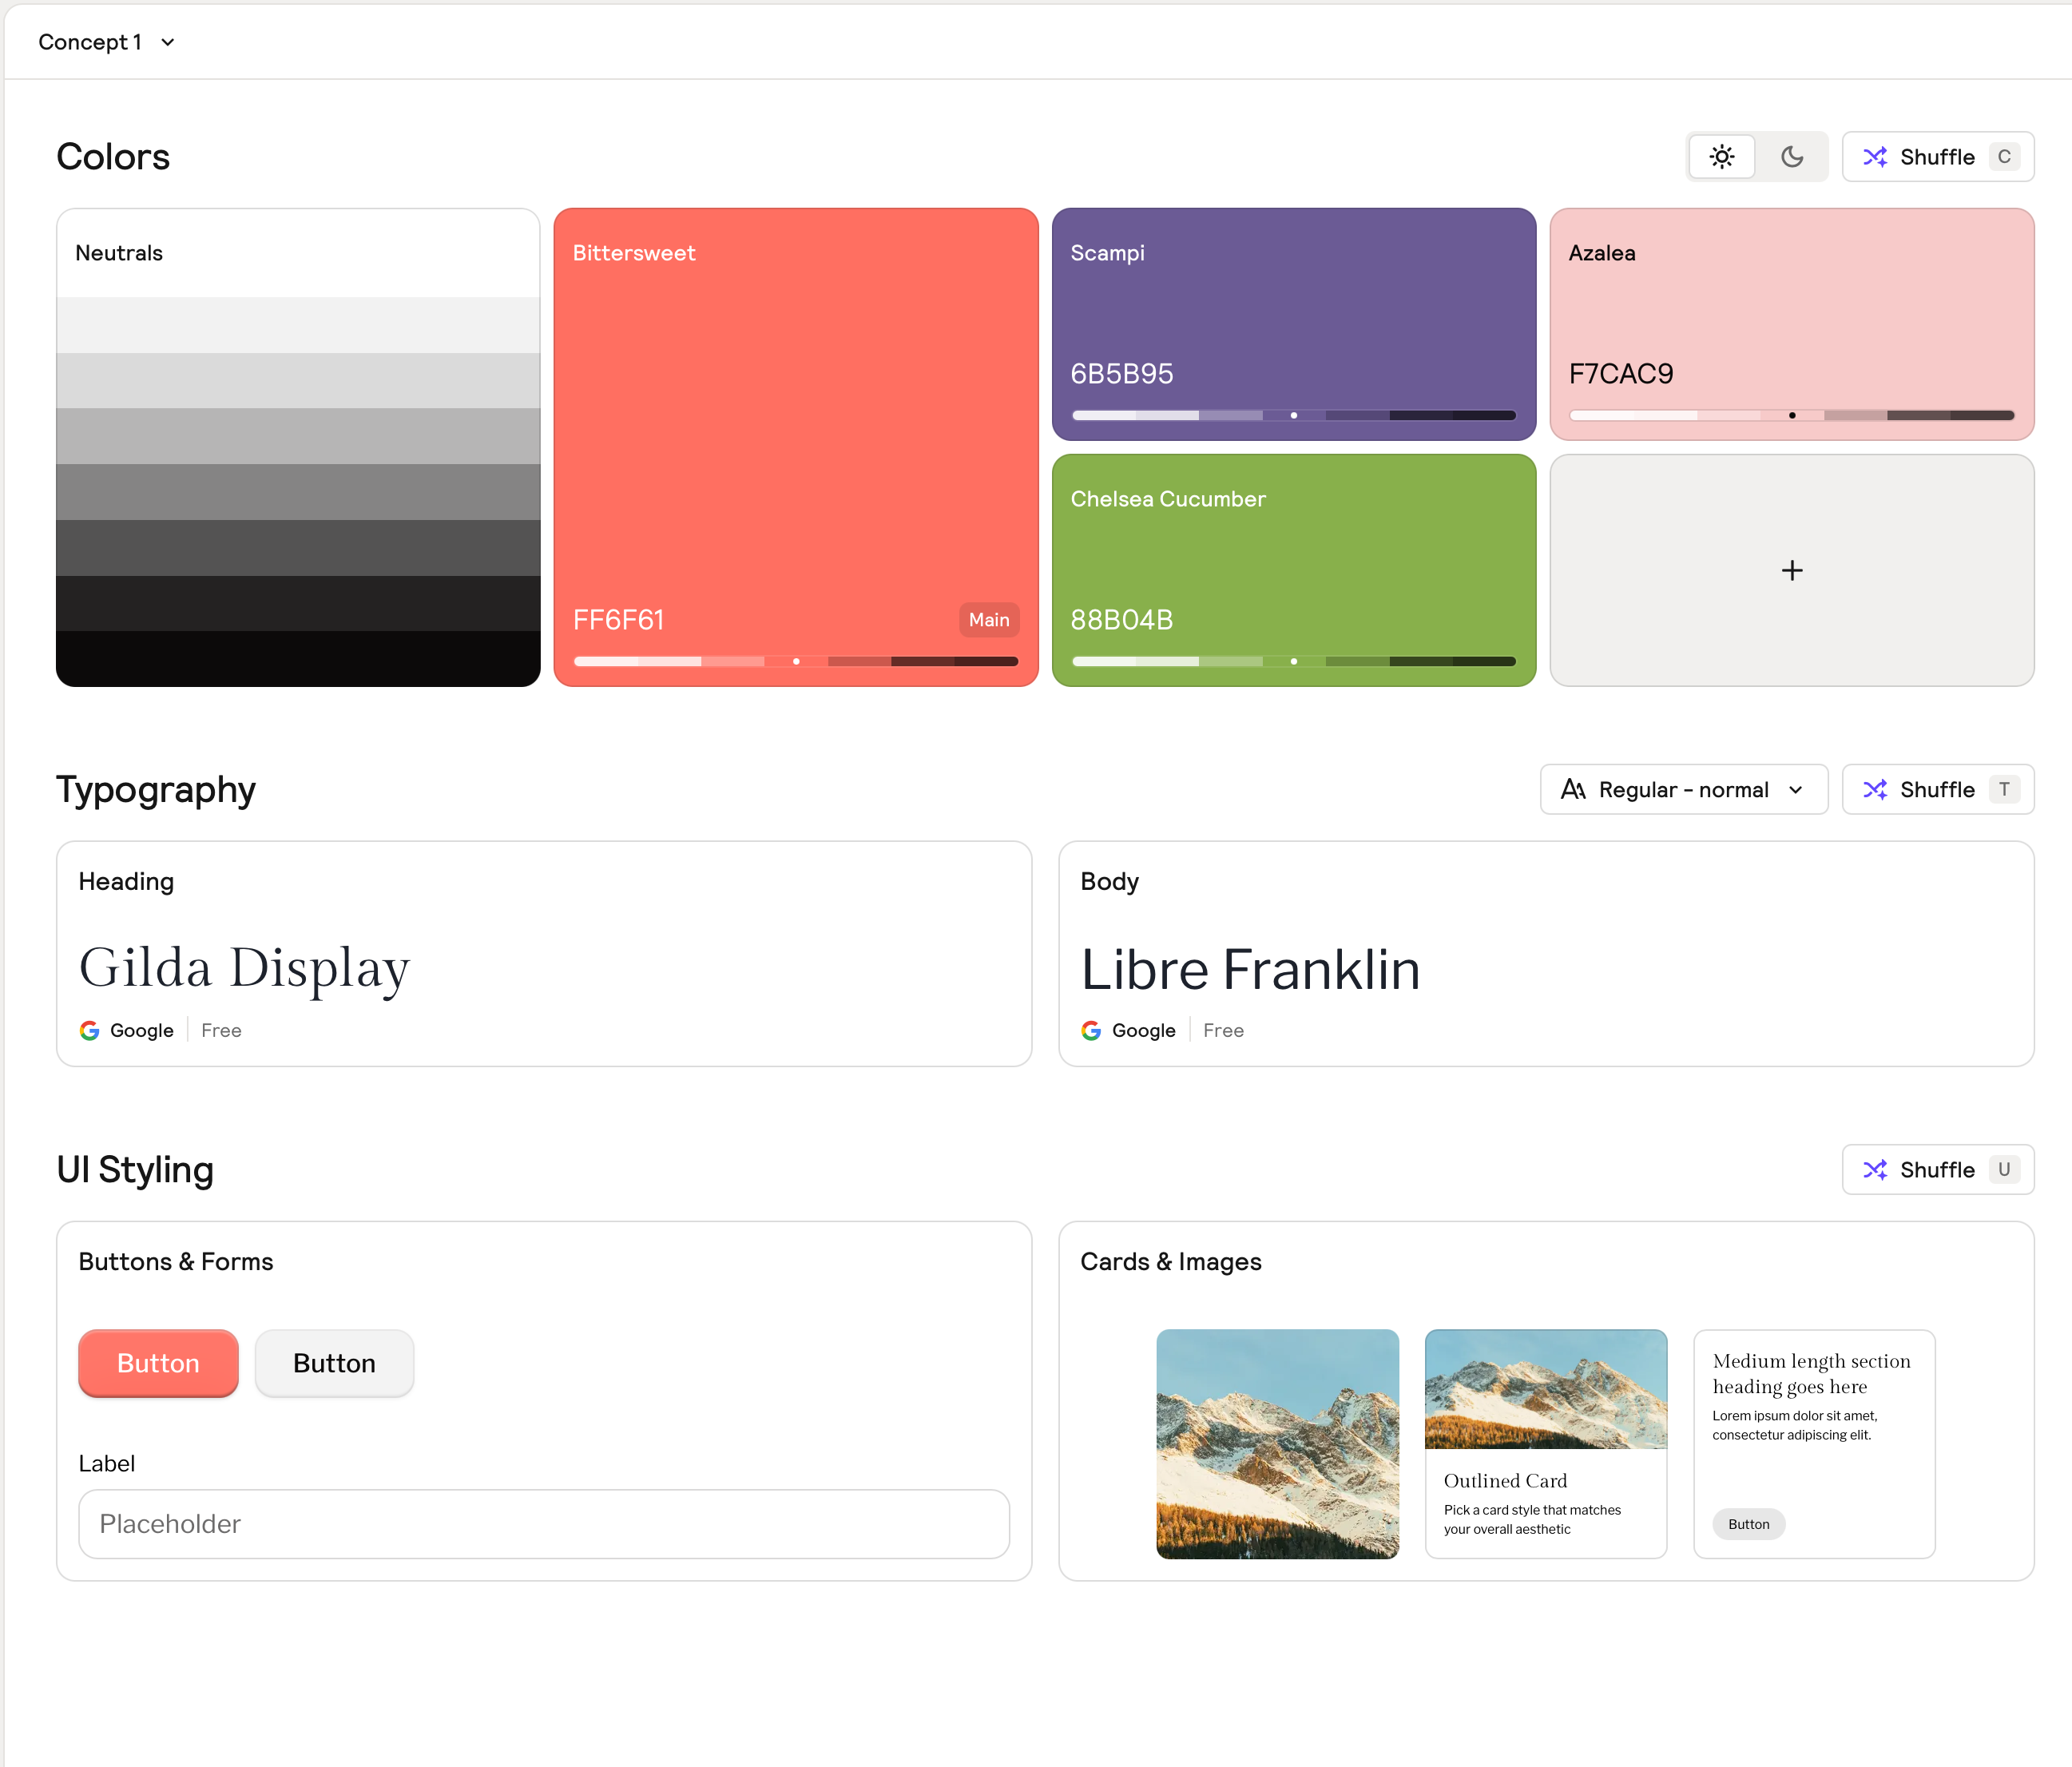 Concept 1
Colors
Shuffle C
Neutrals
Bittersweet
FF6F61
Main
Scampi
6B5B95
Azalea
F7CAC9
Chelsea Cucumber
88B04B
+
Typography
Regular - normal
Shuffle T
Heading
Gilda Display
Google Free
Body
Libre Franklin
Google Free
UI Styling
Shuffle U
Buttons & Forms
Button Button
Label
Placeholder
Cards & Images
Outlined Card
Pick a card style that matches
your overall aesthetic
Medium length section
heading goes here
Lorem ipsum dolor sit amet,
consectetur adipiscing elit.
Button